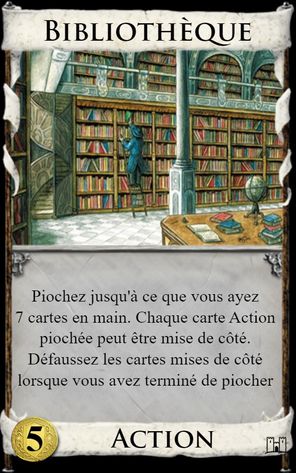 BIBLIOTHÈQUE
Piochez jusqu'à ce que vous ayez
7 cartes en main. Chaque carte Action
piochée peut être mise de côté.
Défaussez les cartes mises de côté
lorsque vous avez terminé de piocher
5 ACTION